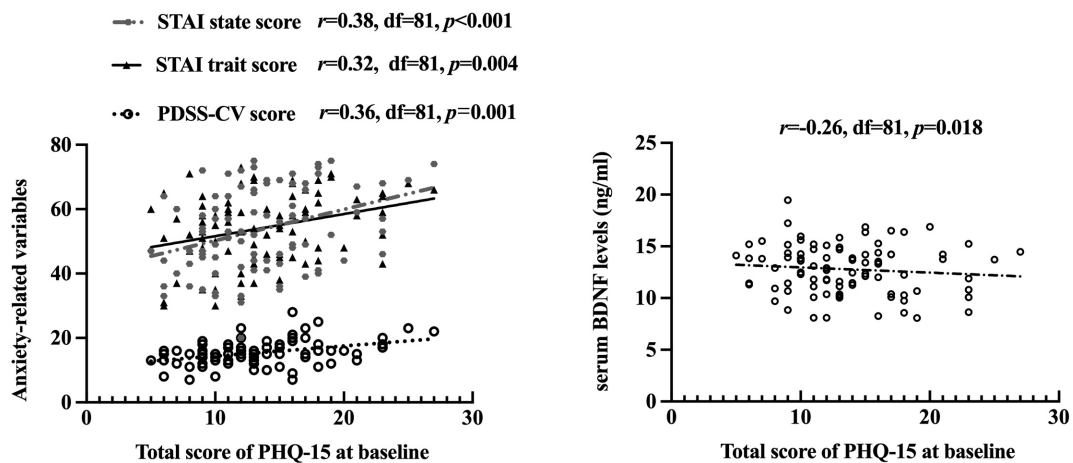 STAI state score r=0.38, df=81, p<0.001
STAI trait score r=0.32, df=81, p=0.004
PDSS-CV score r=0.36, df=81, p=0.001
80
60
40
20
0
Anxiety-related variables
0 10 20 30
Total score of PHQ-15 at baseline
r=-0.26, df=81, p=0.018
25
20
15
10
5
0
serum BDNF levels (ng/ml)
0 10 20 30
Total score of PHQ-15 at baseline